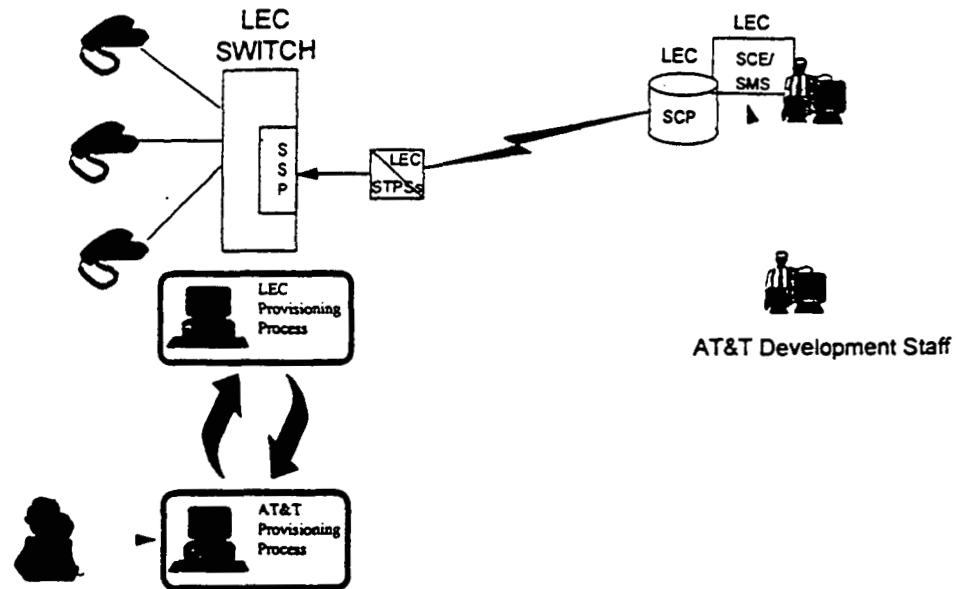 LEC
SWITCH
LEC
LEC
SCE/
SMS
SCP
S
S
P
LEC
STPSs
LEC
Provisioning
Process
AT&T Development Staff
AT&T
Provisioning
Process